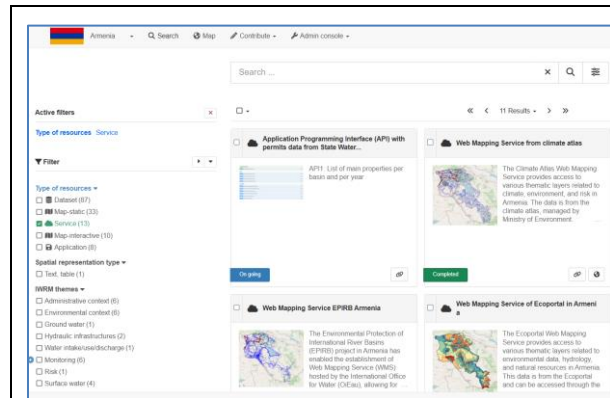 Armenia
Search
Map
Contribute
Admin console
Search ...
Active filters
11 Results
Type of resources Service
Filter
Type of resources
Dataset (67)
Map-static (33)
Service (13)
Map-interactive (10)
Application (8)
Spatial representation type
Text, table (1)
IWRM themes
Administrative context (6)
Environmental context (6)
Ground water (1)
Hydraulic infrastructures (2)
Water intake/use/discharge (1)
Monitoring (6)
Risk (1)
Surface water (4)
Application Programming Interface (API) with
permits data from State Water...
API1: List of main properties per
basin and per year
On going
Web Mapping Service from climate atlas
The Climate Atlas Web Mapping
Service provides access to
various thematic layers related to
climate, environment, and risk in
Armenia. The data is from the
climate atlas, managed by
Ministry of Environment.
Completed
Web Mapping Service EPIRB Armenia
The Environmental Protection of
International River Basins
(EPIRB) project in Armenia has
enabled the establishment of
Web Mapping Service (WMS)
hosted by the International Office
for Water (OiEau), allowing for ...
Web Mapping Service of Ecoportal in Armeni
a
The Ecoportal Web Mapping
Service provides access to
various thematic layers related to
environmental data, hydrology,
and natural resources in Armenia.
This data is from the Ecoportal
and can be accessed through the